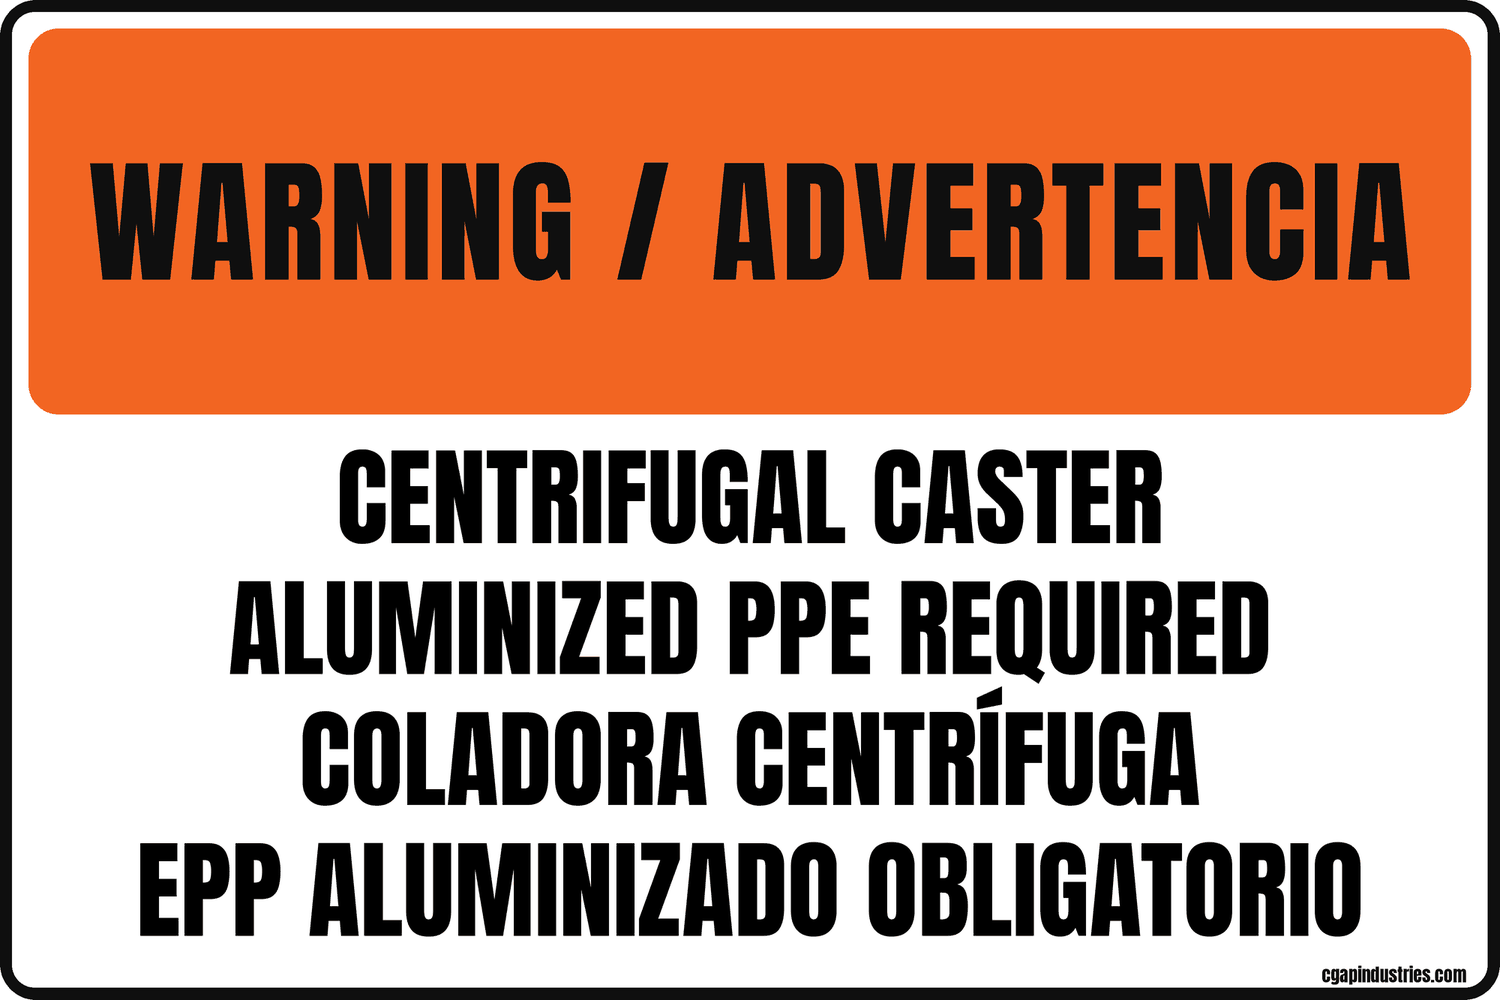 WARNING / ADVERTENCIA
CENTRIFUGAL CASTER
ALUMINIZED PPE REQUIRED
COLADORA CENTRÍFUGA
EPP ALUMINIZADO OBLIGATORIO
cgapindustries.com